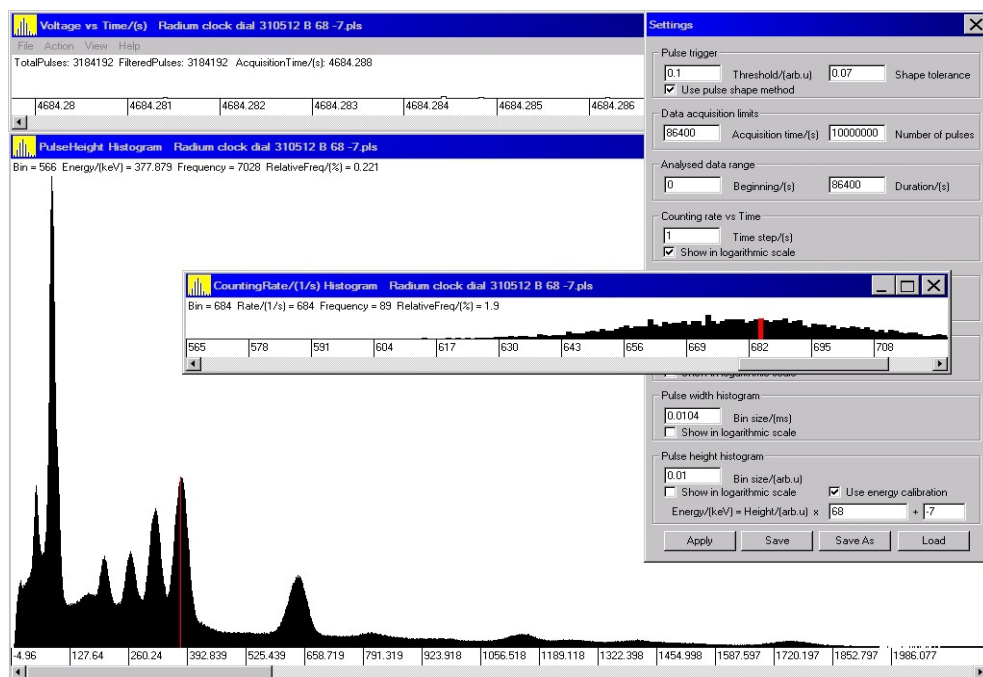 Voltage vs Time/(s) Radium clock dial 310512 B 68 -7.pls
File Action View Help
TotalPulses: 3184192 FilteredPulses: 3184192 AcquisitionTime/(s): 4684.288
4684.28 4684.281 4684.282 4684.283 4684.284 4684.285 4684.286
PulseHeight Histogram Radium clock dial 310512 B 68 -7.pls
Bin = 566 Energy/(keV) = 377.879 Frequency = 7028 RelativeFreq/(%) = 0.221
CountingRate/(1/s) Histogram Radium clock dial 310512 B 68 -7.pls
Bin = 684 Rate/(1/s) = 684 Frequency = 89 RelativeFreq/(%) = 1.9
565 578 591 604 617 630 643 656 669 682 695 708
-4.96 127.64 260.24 392.839 525.439 658.719 791.319 923.918 1056.518 1189.118 1322.398 1454.998 1587.597 1720.197 1852.797 1986.077
Settings
Pulse trigger
0.1 Threshold/(arb.u) 0.07 Shape tolerance
Use pulse shape method
Data acquisition limits
86400 Acquisition time/(s) 10000000 Number of pulses
Analysed data range
0 Beginning/(s) 86400 Duration/(s)
Counting rate vs Time
1 Time step/(s)
Show in logarithmic scale
Pulse width histogram
0.0104 Bin size/(ms)
Show in logarithmic scale
Pulse height histogram
0.01 Bin size/(arb.u)
Show in logarithmic scale Use energy calibration
Energy/(keV) = Height/(arb.u) x 68 + -7
Apply Save Save As Load